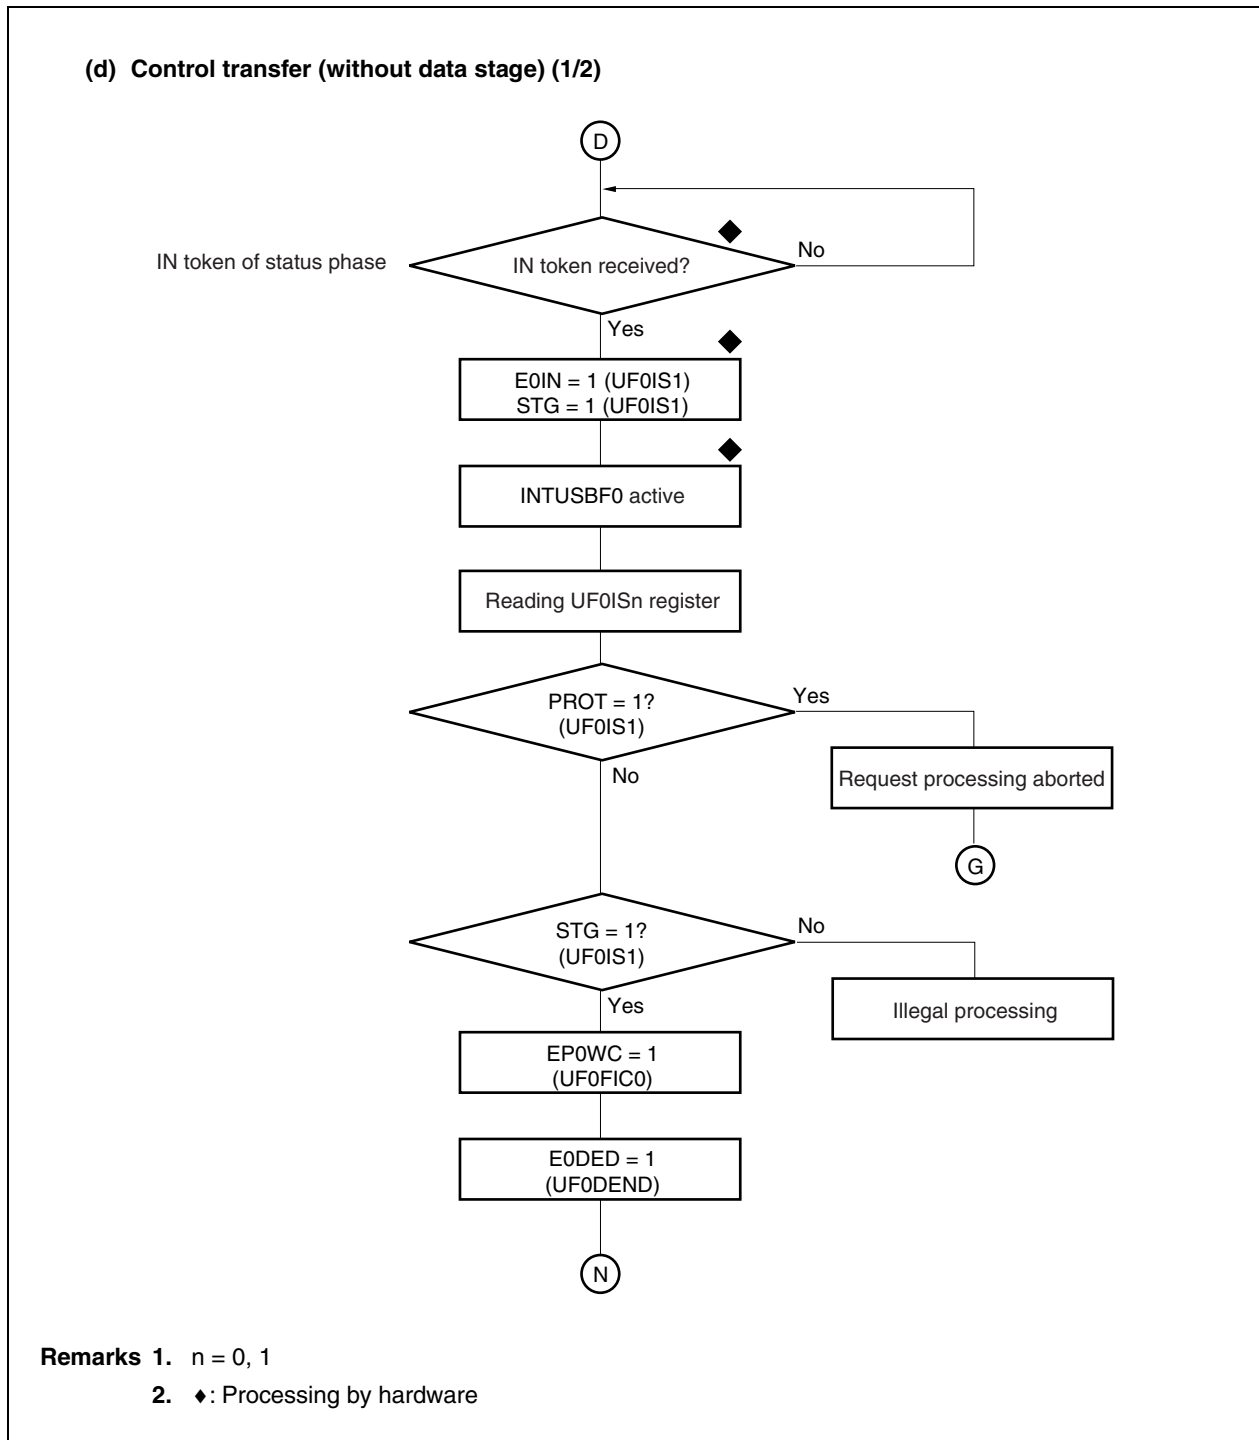 (d) Control transfer (without data stage) (1/2)
D
IN token of status phase
IN token received?
No
Yes
E0IN = 1 (UF0IS1)
STG = 1 (UF0IS1)
INTUSBF0 active
Reading UF0ISn register
PROT = 1?
(UF0IS1)
Yes
No
Request processing aborted
G
STG = 1?
(UF0IS1)
No
Yes
Illegal processing
EP0WC = 1
(UF0FIC0)
E0DED = 1
(UF0DEND)
N
Remarks 1. n = 0, 1
2. ♦: Processing by hardware